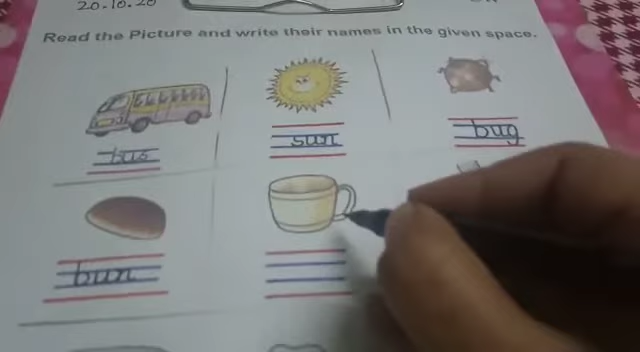 20.10.20
Read the Picture and write their names in the given space.
bus
sun
bug
bun